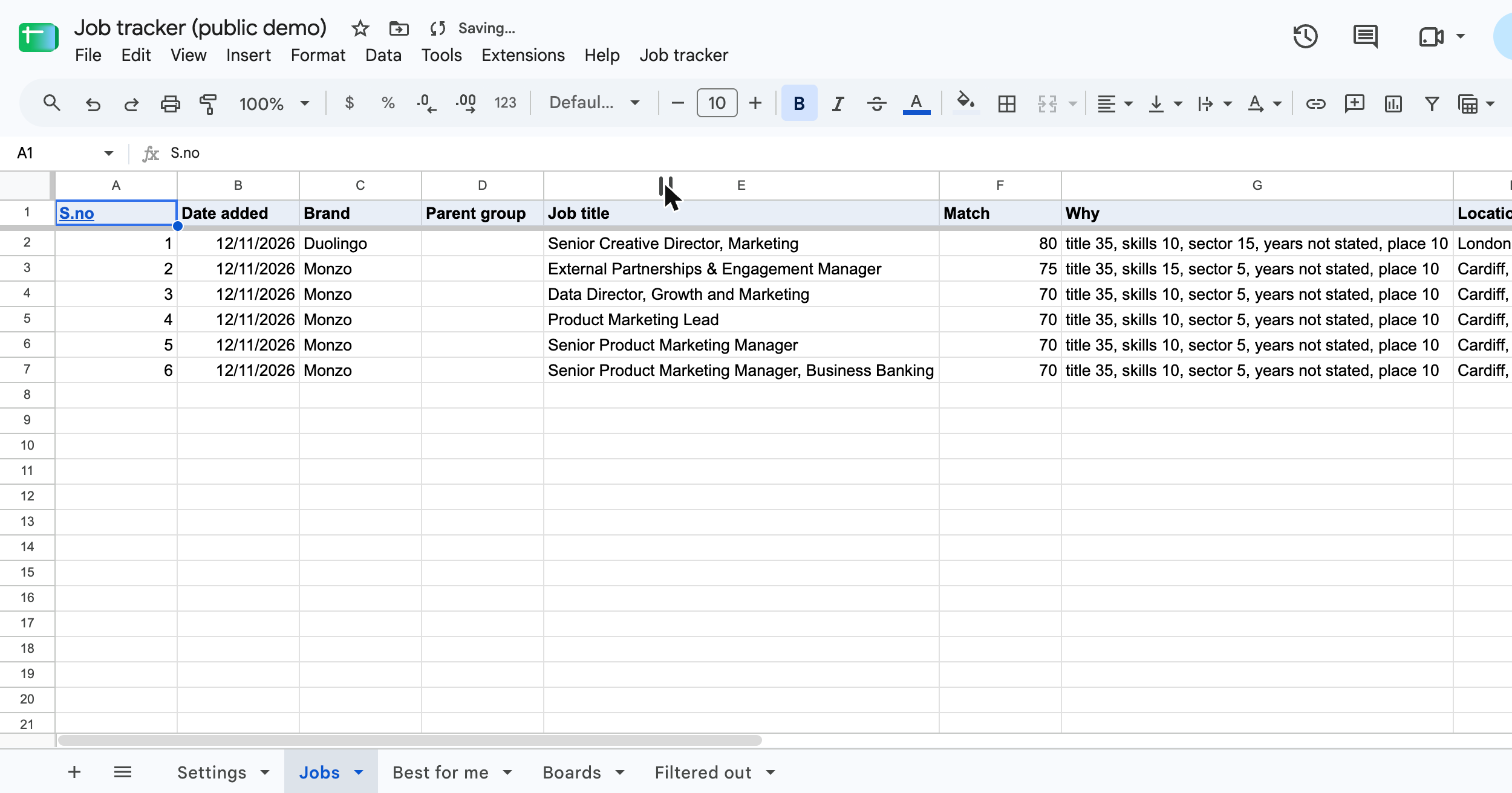 Job tracker (public demo) Saving...
File Edit View Insert Format Data Tools Extensions Help Job tracker
100% $ % .0 .00 123 Defaul... 10 B I A
A1 fx S.no
A B C D E F G
1 S.no Date added Brand Parent group Job title Match Why Locatio
2 1 12/11/2026 Duolingo Senior Creative Director, Marketing 80 title 35, skills 10, sector 15, years not stated, place 10 London
3 2 12/11/2026 Monzo External Partnerships & Engagement Manager 75 title 35, skills 15, sector 5, years not stated, place 10 Cardiff,
4 3 12/11/2026 Monzo Data Director, Growth and Marketing 70 title 35, skills 10, sector 5, years not stated, place 10 Cardiff,
5 4 12/11/2026 Monzo Product Marketing Lead 70 title 35, skills 10, sector 5, years not stated, place 10 Cardiff,
6 5 12/11/2026 Monzo Senior Product Marketing Manager 70 title 35, skills 10, sector 5, years not stated, place 10 Cardiff,
7 6 12/11/2026 Monzo Senior Product Marketing Manager, Business Banking 70 title 35, skills 10, sector 5, years not stated, place 10 Cardiff,
8
9
10
11
12
13
14
15
16
17
18
19
20
21
Settings Jobs Best for me Boards Filtered out